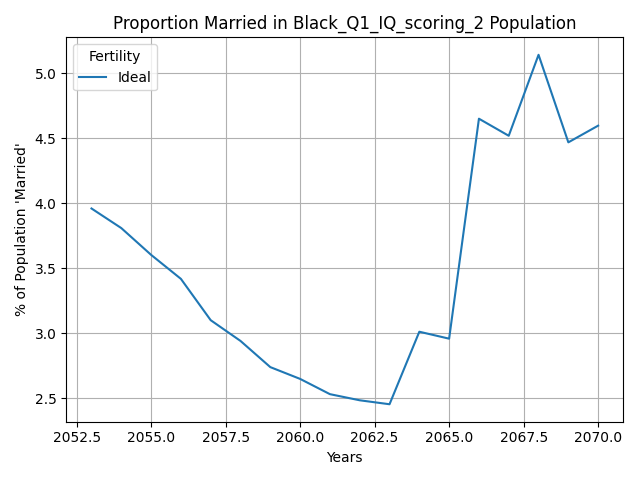 Proportion Married in Black_Q1_IQ_scoring_2 Population
Fertility
Ideal
% of Population 'Married'
5.0
4.5
4.0
3.5
3.0
2.5
2052.5 2055.0 2057.5 2060.0 2062.5 2065.0 2067.5 2070.0
Years